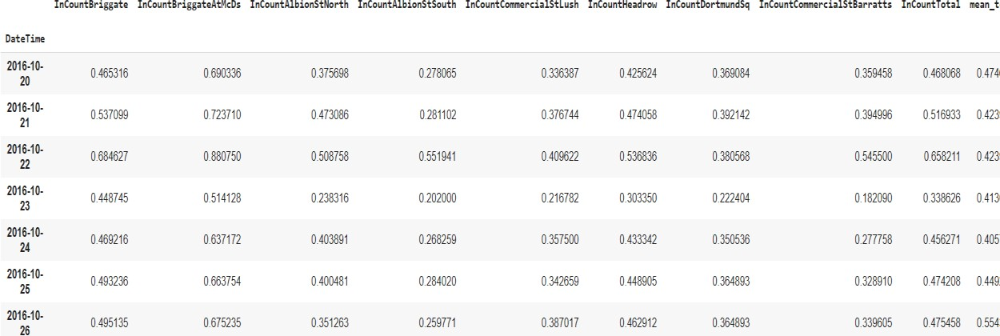 InCountBriggate InCountBriggateAtMcDs InCountAlbionStNorth InCountAlbionStSouth InCountCommercialStLush InCountHeadrow InCountDortmundSq InCountCommercialStBarratts InCountTotal mean_t
DateTime
2016-10-20 0.465316 0.690336 0.375698 0.278065 0.336387 0.425624 0.369084 0.359458 0.468068 0.474
2016-10-21 0.537099 0.723710 0.473086 0.281102 0.376744 0.474058 0.392142 0.394996 0.516933 0.423
2016-10-22 0.684627 0.880750 0.508758 0.551941 0.409622 0.536836 0.380568 0.545500 0.658211 0.423
2016-10-23 0.448745 0.514128 0.238316 0.202000 0.216782 0.303350 0.222404 0.182090 0.338626 0.413
2016-10-24 0.469216 0.637172 0.403891 0.268259 0.357500 0.433342 0.350536 0.277758 0.456271 0.405
2016-10-25 0.493236 0.663754 0.400481 0.284020 0.342659 0.448905 0.364893 0.328910 0.474208 0.449
2016-10-26 0.495135 0.675235 0.351263 0.259771 0.387017 0.462912 0.364893 0.339605 0.475458 0.554